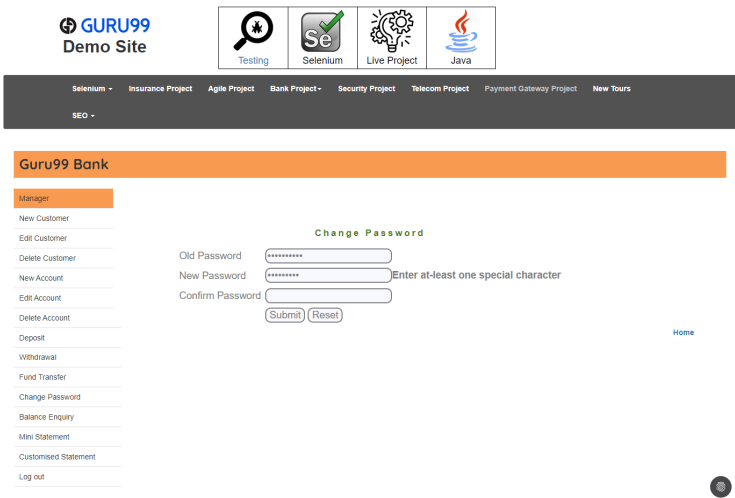 GURU99
Demo Site
Testing
Se
Selenium
Live Project
Java
Selenium
Insurance Project
Agile Project
Bank Project
Security Project
Telecom Project
Payment Gateway Project
New Tours
SEO
Guru99 Bank
Manager
New Customer
Edit Customer
Delete Customer
New Account
Edit Account
Delete Account
Deposit
Withdrawal
Fund Transfer
Change Password
Balance Enquiry
Mini Statement
Customised Statement
Log out
Change Password
Old Password ••••••••••
New Password ••••••••• Enter at-least one special character
Confirm Password
Submit Reset
Home